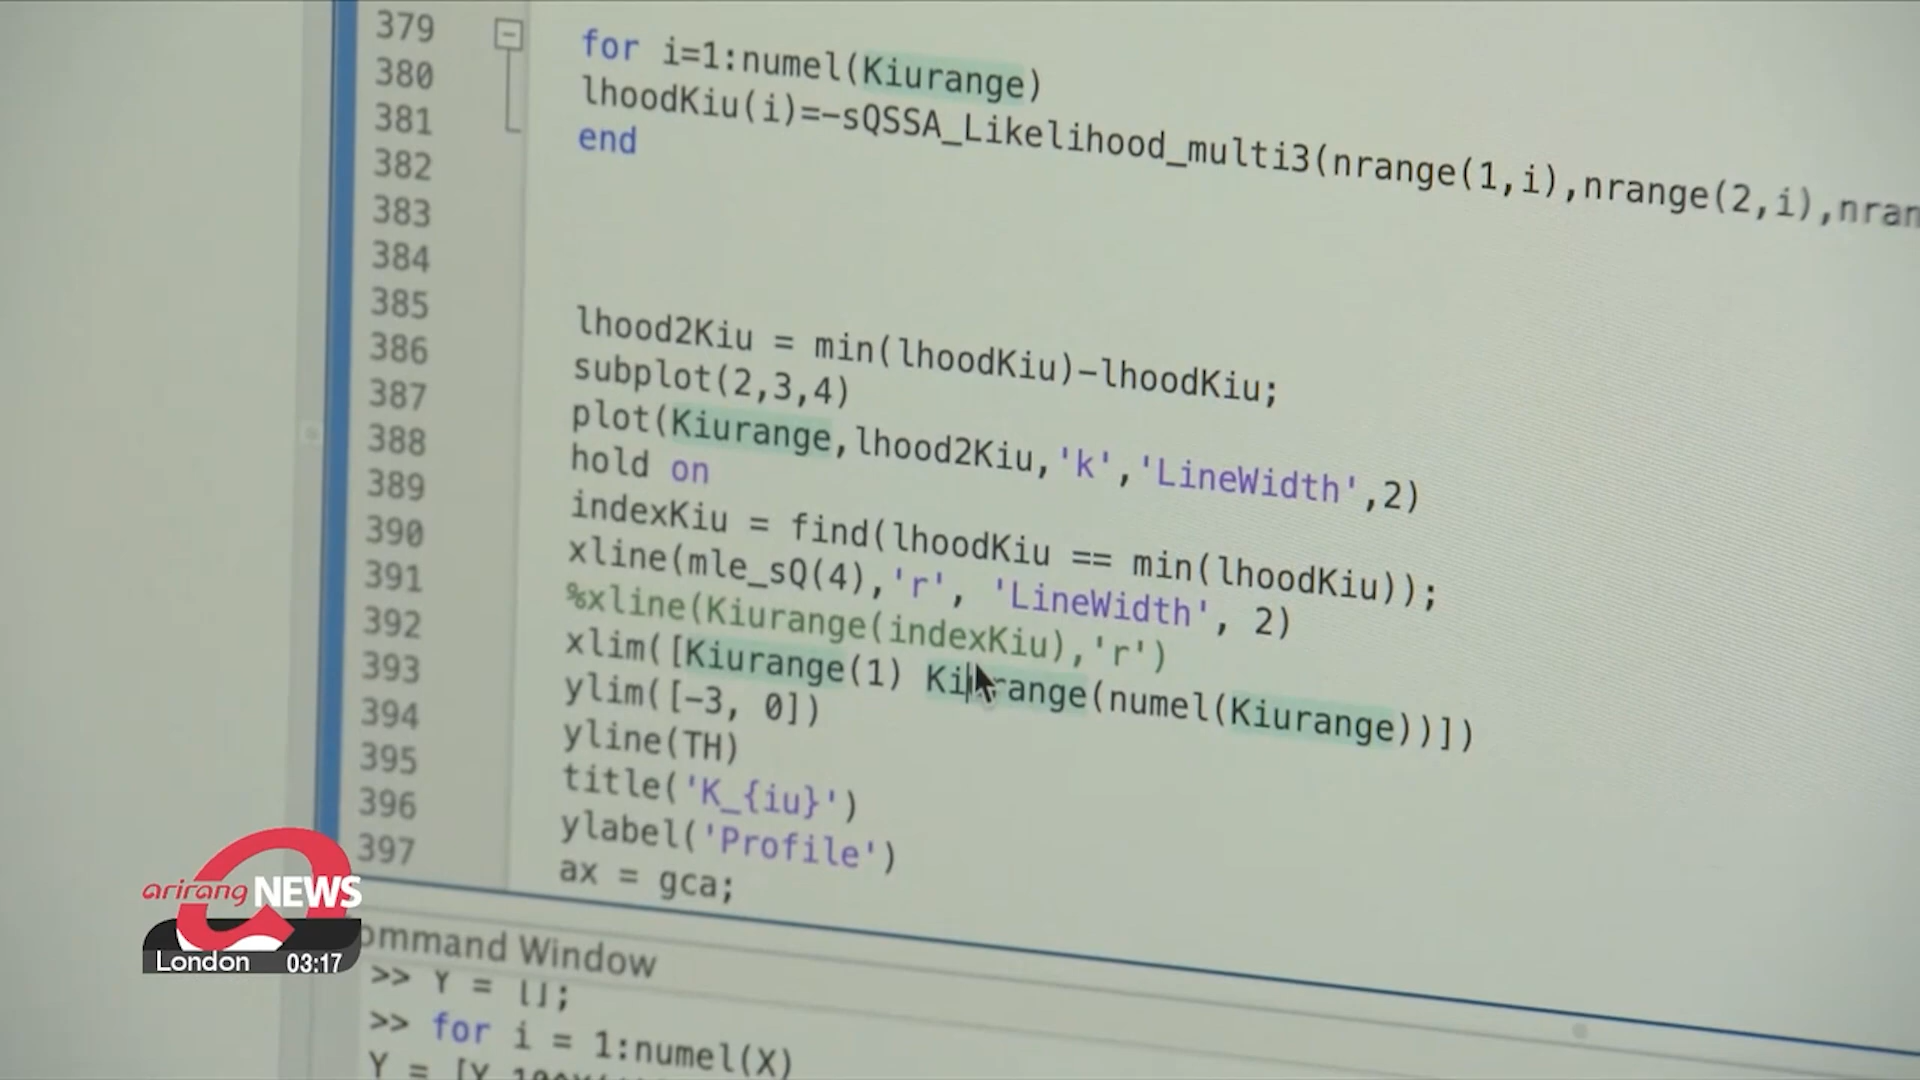 379
380 for i=1:numel(Kiurange)
381 lhoodKiu(i)=-sQSSA_Likelihood_multi3(nrange(1,i),nrange(2,i),nran
382 end
383
384
385
386 lhood2Kiu = min(lhoodKiu)-lhoodKiu;
387 subplot(2,3,4)
388 plot(Kiurange,lhood2Kiu,'k','LineWidth',2)
389 hold on
390 indexKiu = find(lhoodKiu == min(lhoodKiu));
391 xline(mle_sQ(4),'r', 'LineWidth', 2)
392 %xline(Kiurange(indexKiu),'r')
393 xlim([Kiurange(1) Kiurange(numel(Kiurange))])
394 ylim([-3, 0])
395 yline(TH)
396 title('K_{iu}')
397 ylabel('Profile')
ax = gca;
arirang NEWS
London 03:17
ommand Window
>> Y = [];
>> for i = 1:numel(X)
Y = [Y